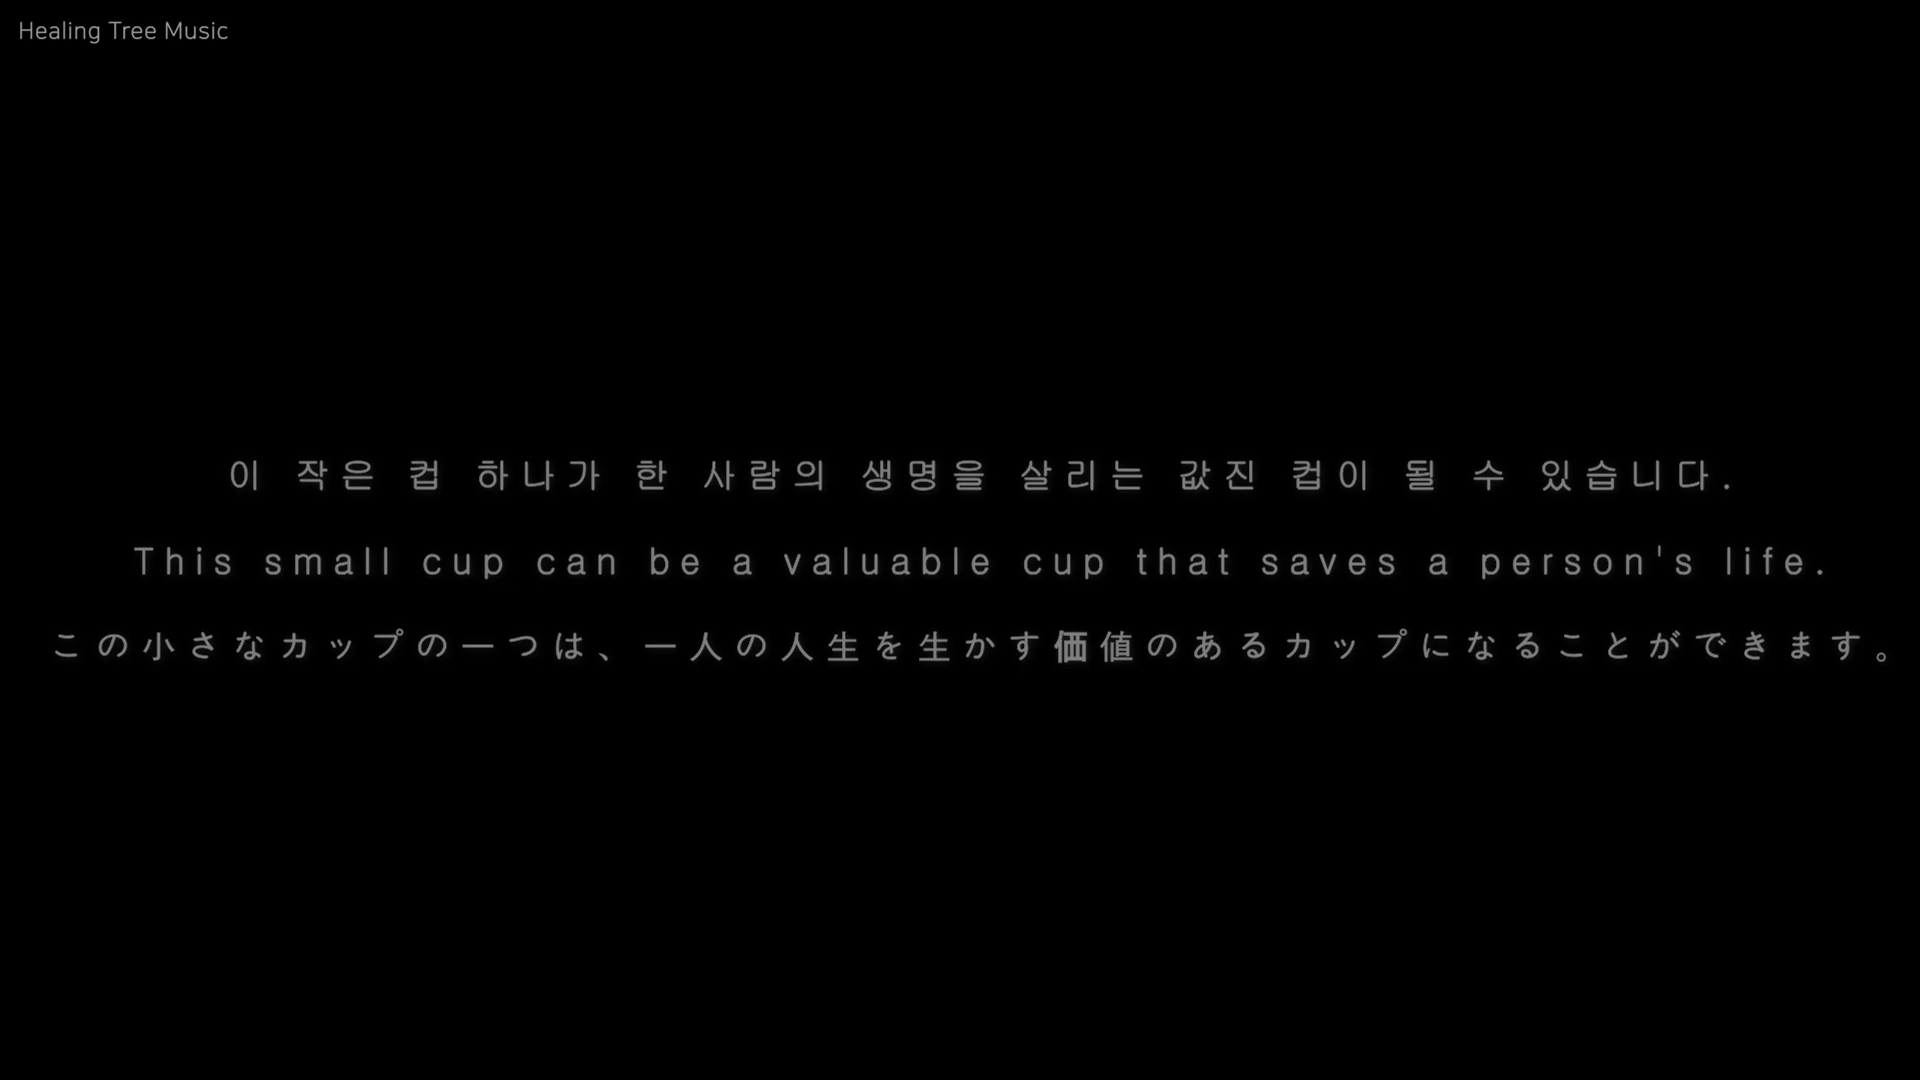 Healing Tree Music
이 작은 컵 하나가 한 사람의 생명을 살리는 값진 컵이 될 수 있습니다.
This small cup can be a valuable cup that saves a person's life.
この小さなカップの一つは、一人の人生を生かす価値のあるカップになることができます。